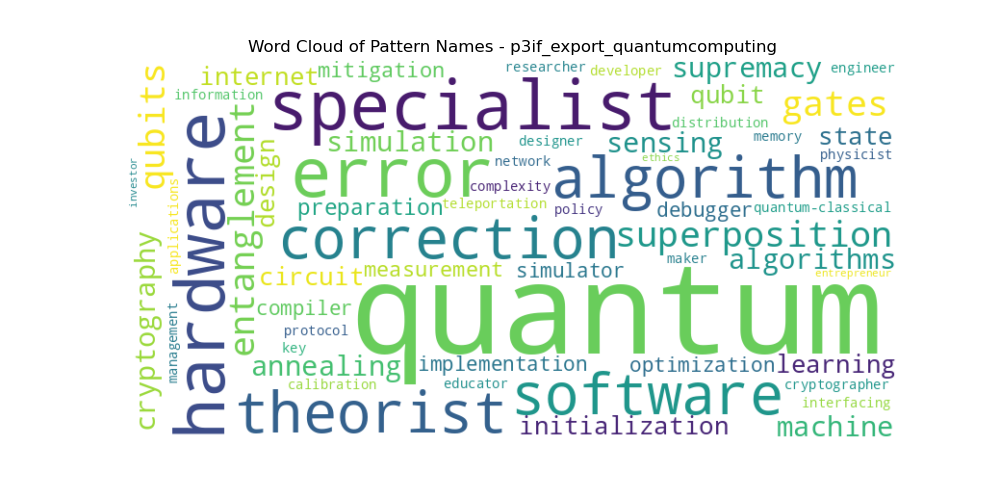 Word Cloud of Pattern Names - p3if_export_quantumcomputing
qubits
internet
mitigation
researcher
developer
supremacy
engineer
information
specialist
qubit
gates
hardware
entanglement
simulation
designer
distribution
sensing
memory
state
investor
applications
design
error
network
complexity
algorithm
ethics
physicist
preparation
teleportation
policy
debugger
quantum-classical
correction
superposition
cryptography
circuit
measurement
simulator
maker
algorithms
entrepreneur
management
compiler
quantum
protocol
key
annealing
implementation
optimization
learning
calibration
educator
software
cryptographer
interfacing
theorist
initialization
machine